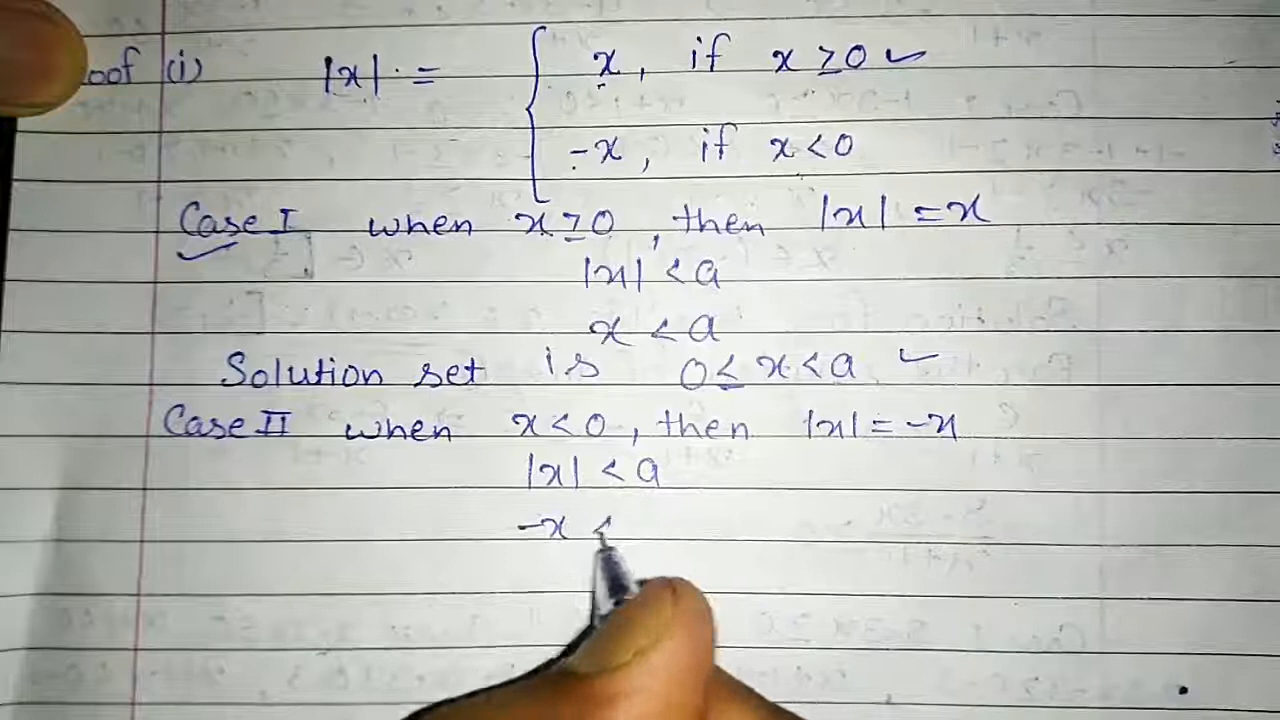 oof (i) |x| = { x, if x ≥ 0
-x, if x < 0
Case I when x ≥ 0, then |x| = x
|x| < a
x < a
Solution set is 0 ≤ x < a
Case II when x < 0, then |x| = -x
|x| < a
-x <